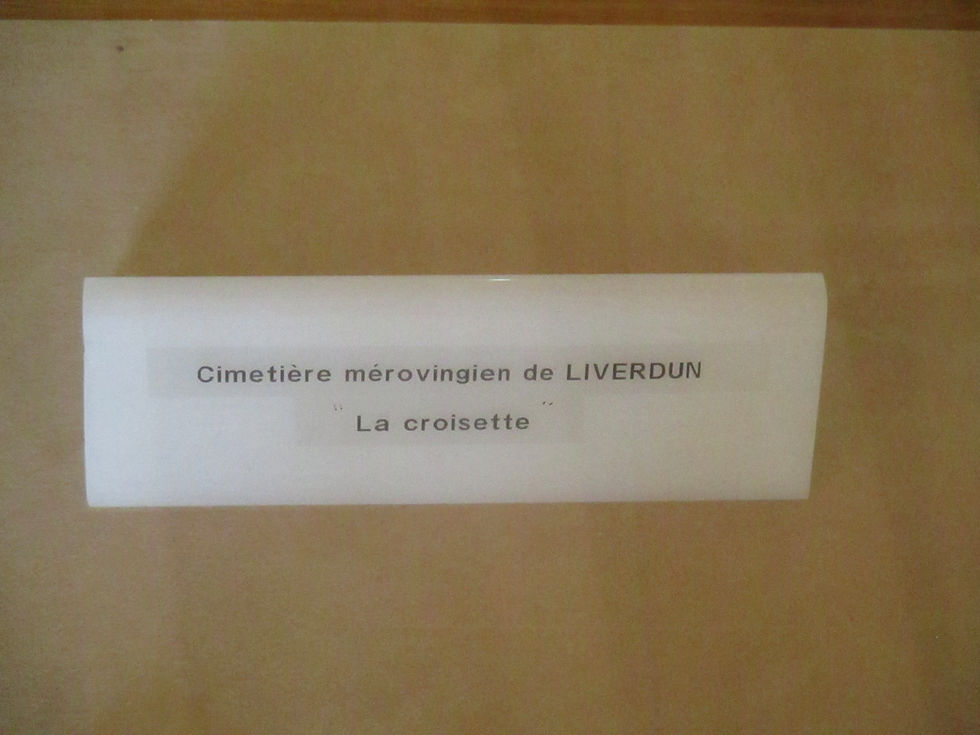 Cimetière mérovingien de LIVERDUN
" La croisette "